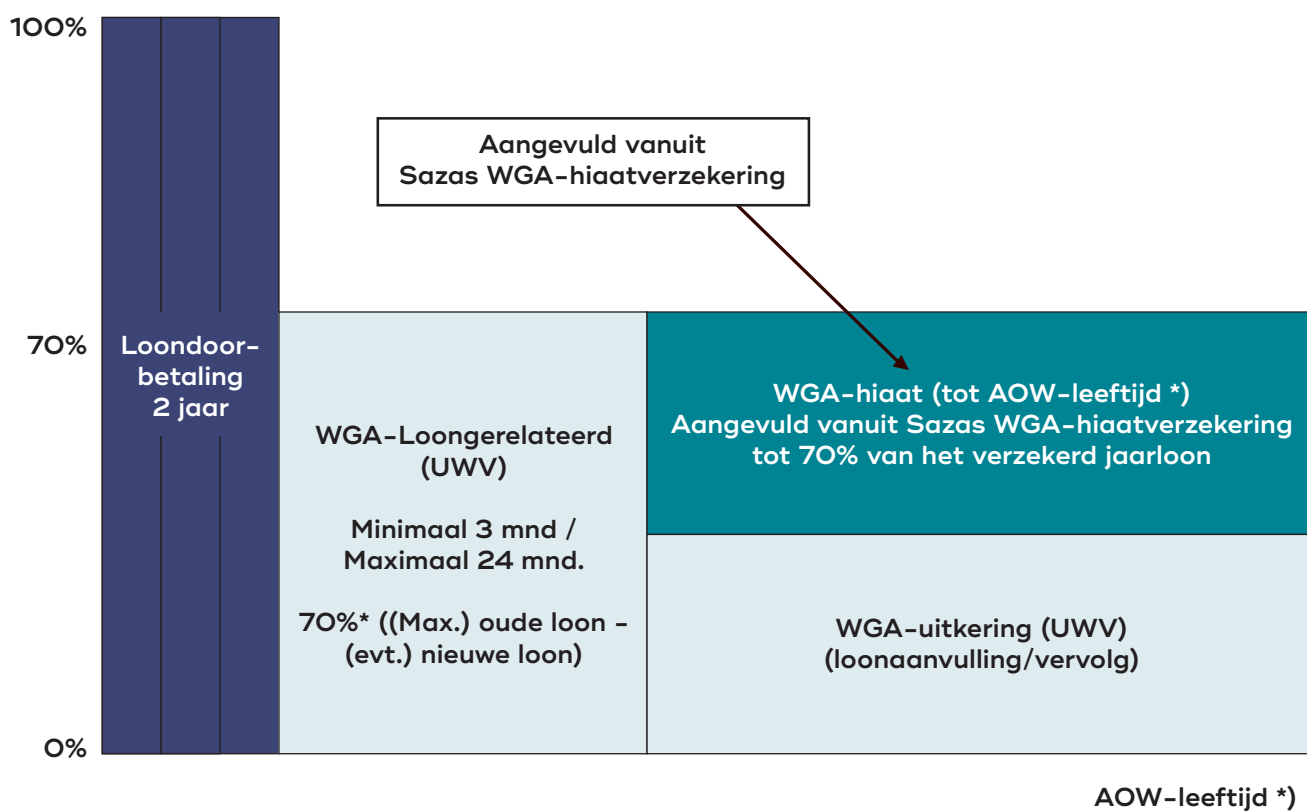 100%
Aangevuld vanuit
Sazas WGA-hiaatverzekering
70%
Loondoor-
betaling
2 jaar
WGA-Loongerelateerd
(UWV)
Minimaal 3 mnd /
Maximaal 24 mnd.
70%* ((Max.) oude loon -
(evt.) nieuwe loon)
WGA-hiaat (tot AOW-leeftijd *)
Aangevuld vanuit Sazas WGA-hiaatverzekering
tot 70% van het verzekerd jaarloon
WGA-uitkering (UWV)
(loonaanvulling/vervolg)
0%
AOW-leeftijd *)